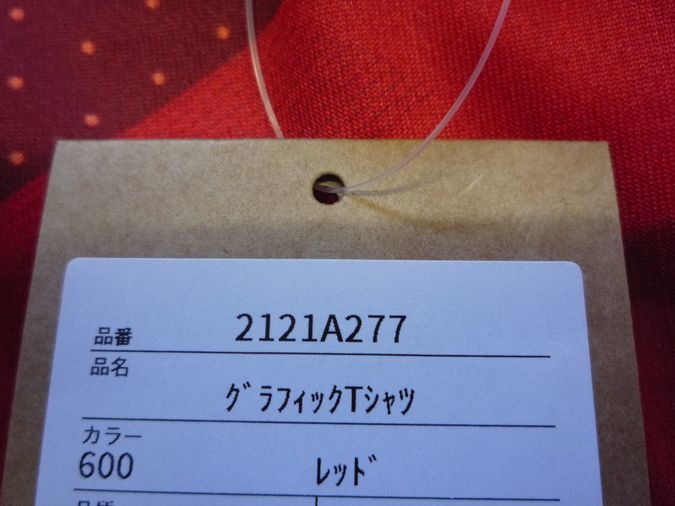 品番 2121A277
品名
ｸﾞﾗﾌｨｯｸTｼｬﾂ
カラー
600 ﾚｯﾄﾞ